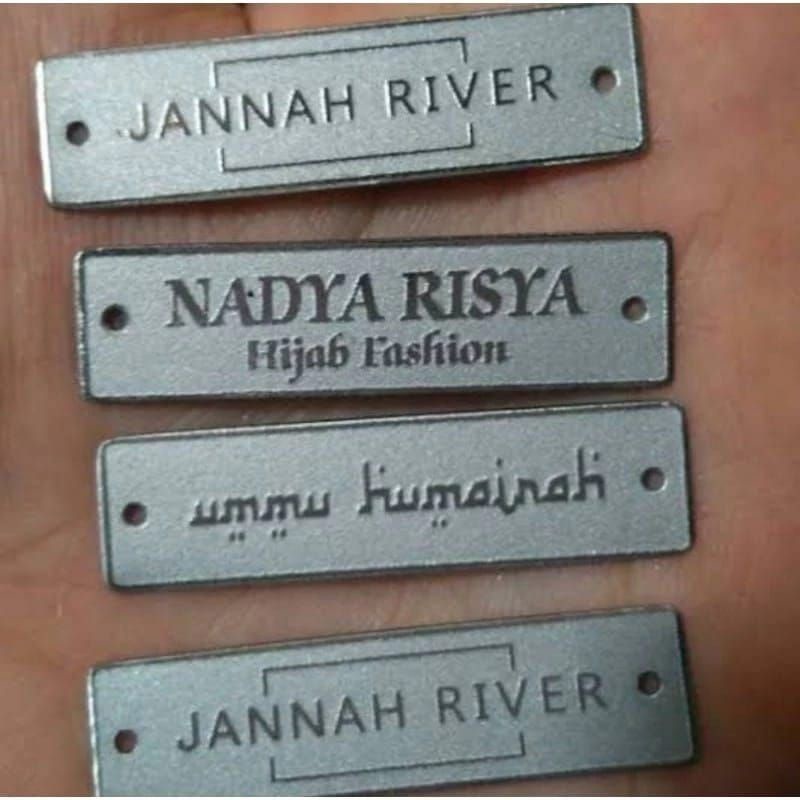 JANNAH RIVER
NADYA RISYA
Hijab Fashion
ummu humairah
JANNAH RIVER